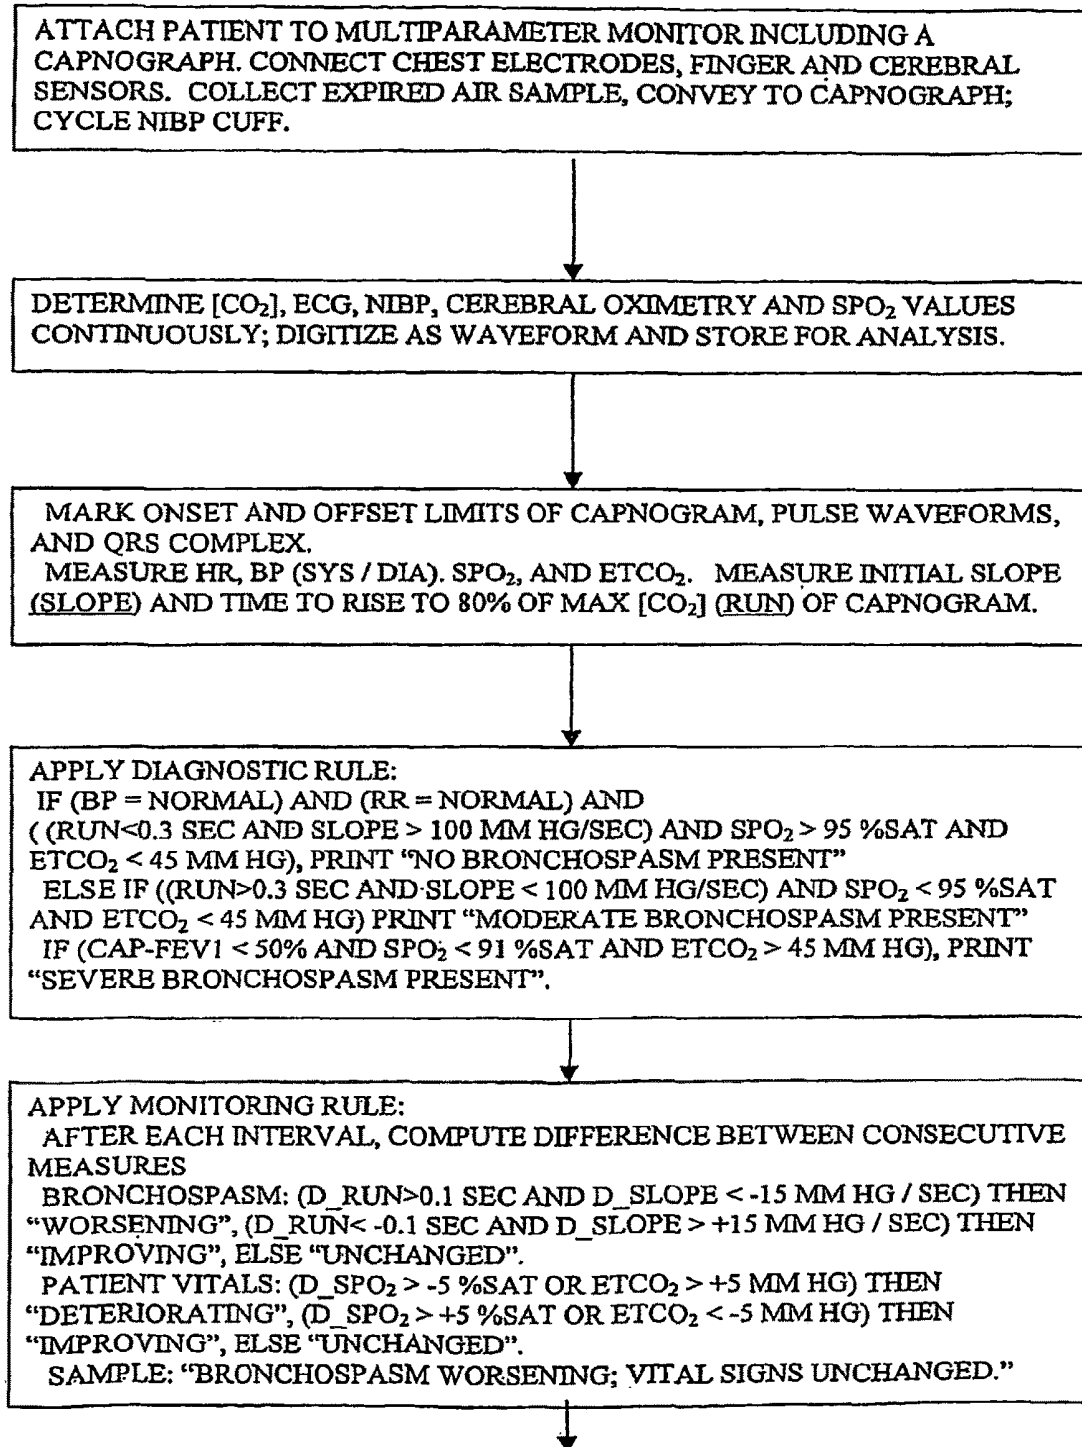 ATTACH PATIENT TO MULTIPARAMETER MONITOR INCLUDING A
CAPNOGRAPH. CONNECT CHEST ELECTRODES, FINGER AND CEREBRAL
SENSORS. COLLECT EXPIRED AIR SAMPLE, CONVEY TO CAPNOGRAPH;
CYCLE NIBP CUFF.
DETERMINE [CO₂], ECG, NIBP, CEREBRAL OXIMETRY AND SPO₂ VALUES
CONTINUOUSLY; DIGITIZE AS WAVEFORM AND STORE FOR ANALYSIS.
MARK ONSET AND OFFSET LIMITS OF CAPNOGRAM, PULSE WAVEFORMS,
AND QRS COMPLEX.
MEASURE HR, BP (SYS / DIA). SPO₂, AND ETCO₂. MEASURE INITIAL SLOPE
(SLOPE) AND TIME TO RISE TO 80% OF MAX [CO₂] (RUN) OF CAPNOGRAM.
APPLY DIAGNOSTIC RULE:
IF (BP = NORMAL) AND (RR = NORMAL) AND
( (RUN<0.3 SEC AND SLOPE > 100 MM HG/SEC) AND SPO₂ > 95 %SAT AND
ETCO₂ < 45 MM HG), PRINT “NO BRONCHOSPASM PRESENT”
ELSE IF ((RUN>0.3 SEC AND SLOPE < 100 MM HG/SEC) AND SPO₂ < 95 %SAT
AND ETCO₂ < 45 MM HG) PRINT “MODERATE BRONCHOSPASM PRESENT”
IF (CAP-FEV1 < 50% AND SPO₂ < 91 %SAT AND ETCO₂ > 45 MM HG), PRINT
“SEVERE BRONCHOSPASM PRESENT”.
APPLY MONITORING RULE:
AFTER EACH INTERVAL, COMPUTE DIFFERENCE BETWEEN CONSECUTIVE
MEASURES
BRONCHOSPASM: (D_RUN>0.1 SEC AND D_SLOPE < -15 MM HG / SEC) THEN
“WORSENING”, (D_RUN< -0.1 SEC AND D_SLOPE > +15 MM HG / SEC) THEN
“IMPROVING”, ELSE “UNCHANGED”.
PATIENT VITALS: (D_SPO₂ > -5 %SAT OR ETCO₂ > +5 MM HG) THEN
“DETERIORATING”, (D_SPO₂ > +5 %SAT OR ETCO₂ < -5 MM HG) THEN
“IMPROVING”, ELSE “UNCHANGED”.
SAMPLE: “BRONCHOSPASM WORSENING; VITAL SIGNS UNCHANGED.”